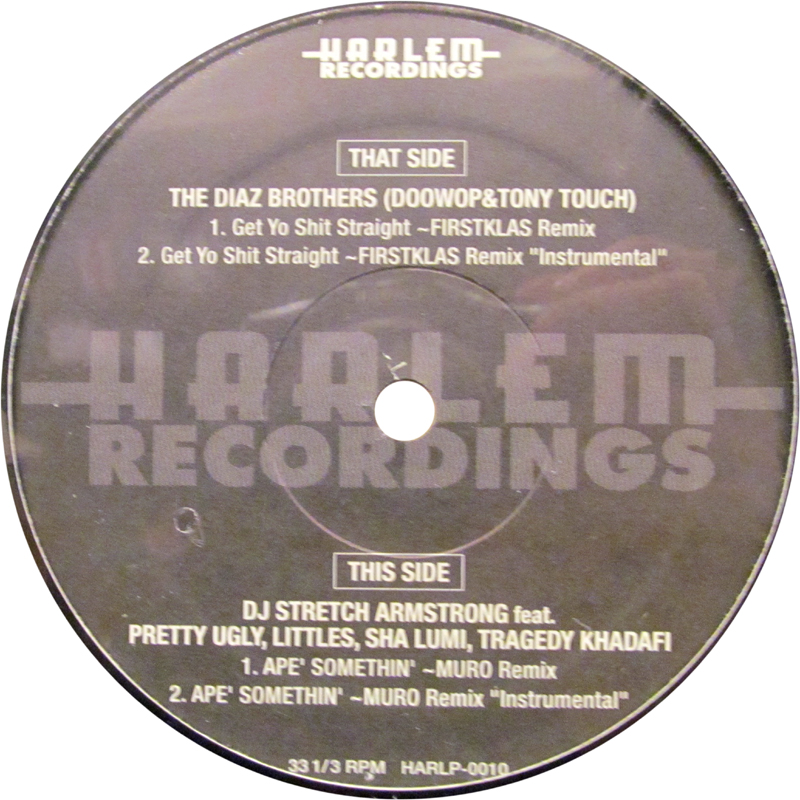 HARLEM
RECORDINGS
THAT SIDE
THE DIAZ BROTHERS (DOOWOP&TONY TOUCH)
1. Get Yo Shit Straight ~FIRSTKLAS Remix
2. Get Yo Shit Straight ~FIRSTKLAS Remix "Instrumental"
HARLEM
RECORDINGS
THIS SIDE
DJ STRETCH ARMSTRONG feat.
PRETTY UGLY, LITTLES, SHA LUMI, TRAGEDY KHADAFI
1. APE' SOMETHIN' ~MURO Remix
2. APE' SOMETHIN' ~MURO Remix "Instrumental"
33 1/3 RPM HARLP-0010